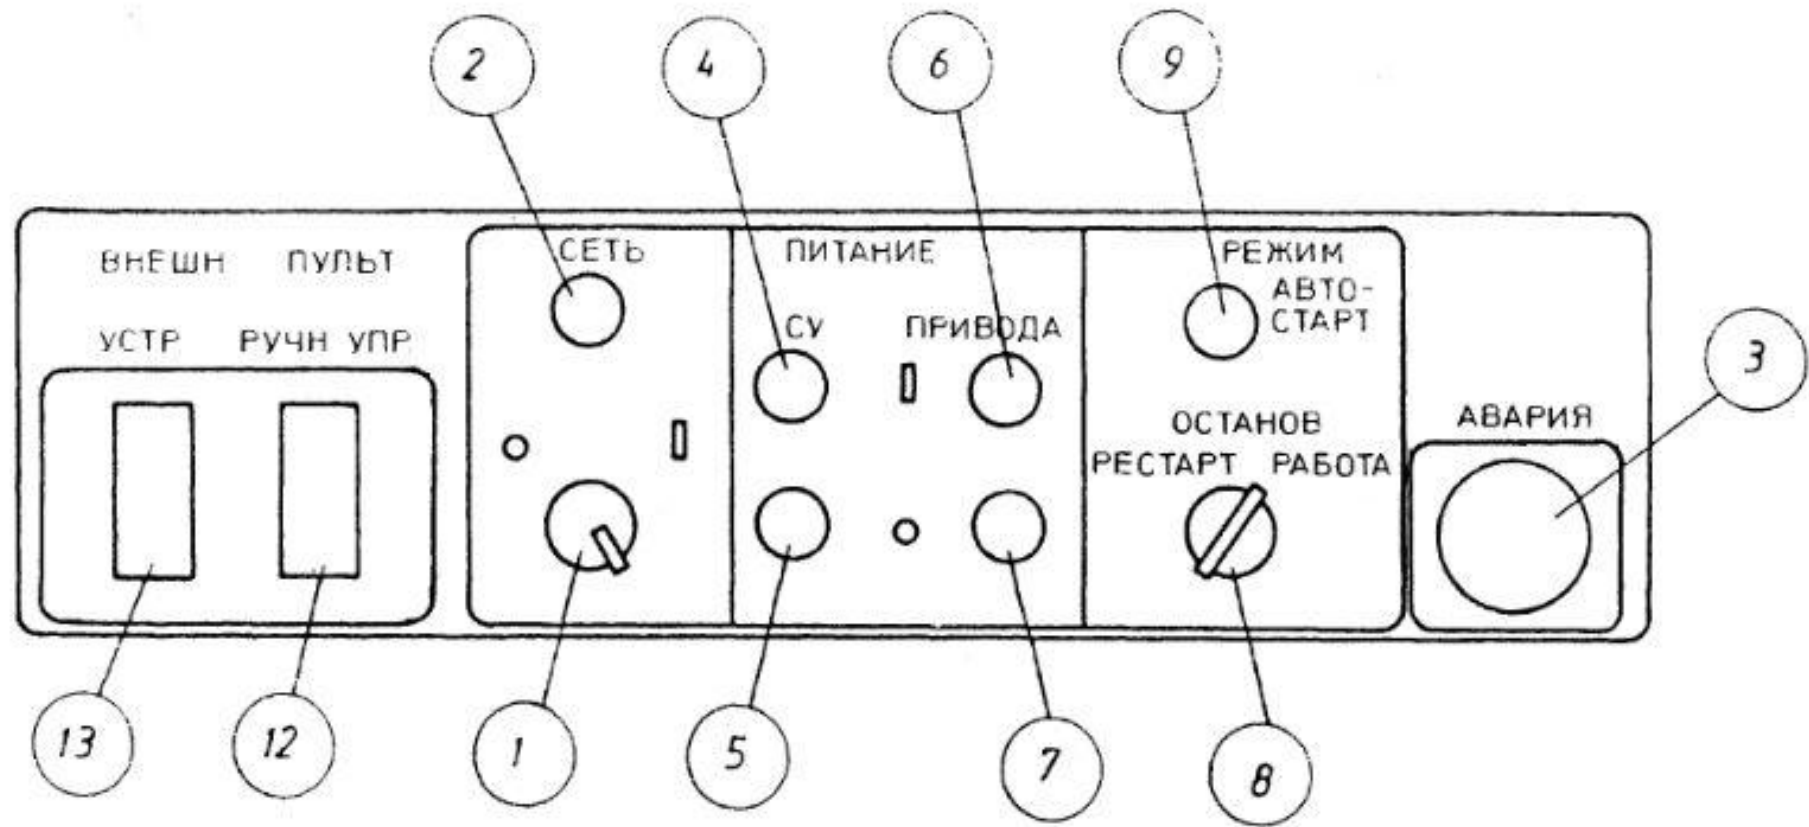 2 4 6 9
ВНЕШН ПУЛЬТ
УСТР РУЧН УПР
СЕТЬ
ПИТАНИЕ
СУ ПРИВОДА
РЕЖИМ
АВТО-
СТАРТ
ОСТАНОВ
РЕСТАРТ РАБОТА
АВАРИЯ
3
13 12 1 5 7 8